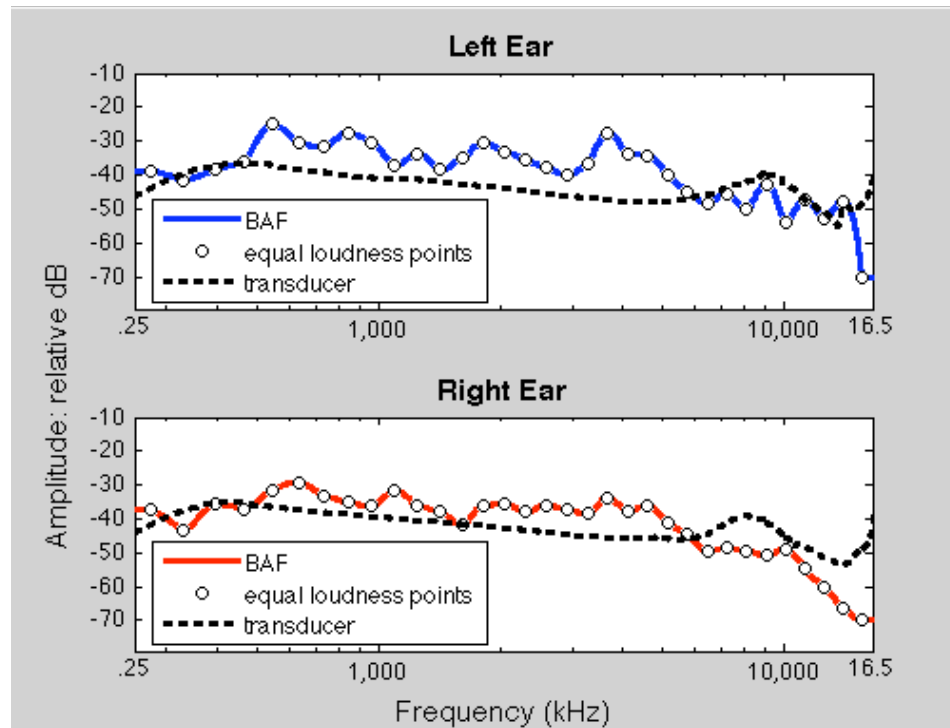 Left Ear
-10
-20
-30
-40
-50
-60
-70
BAF
equal loudness points
transducer
.25
1,000
10,000
16.5
Amplitude: relative dB
Right Ear
-10
-20
-30
-40
-50
-60
-70
BAF
equal loudness points
transducer
.25
1,000
10,000
16.5
Frequency (kHz)